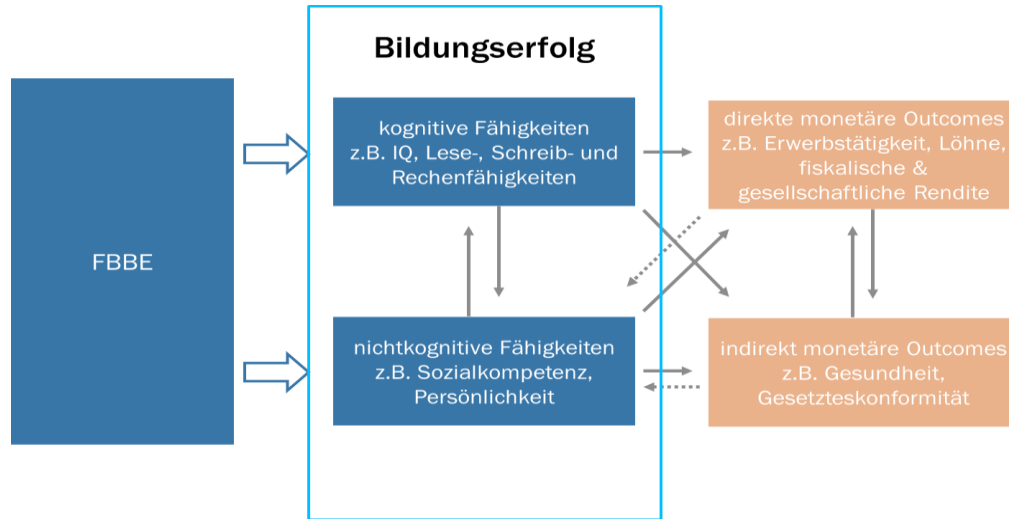 Bildungserfolg
FBBE
kognitive Fähigkeiten
z.B. IQ, Lese-, Schreib- und
Rechenfähigkeiten
direkte monetäre Outcomes
z.B. Erwerbstätigkeit, Löhne,
fiskalische &
gesellschaftliche Rendite
nichtkognitive Fähigkeiten
z.B. Sozialkompetenz,
Persönlichkeit
indirekt monetäre Outcomes
z.B. Gesundheit,
Gesetzteskonformität